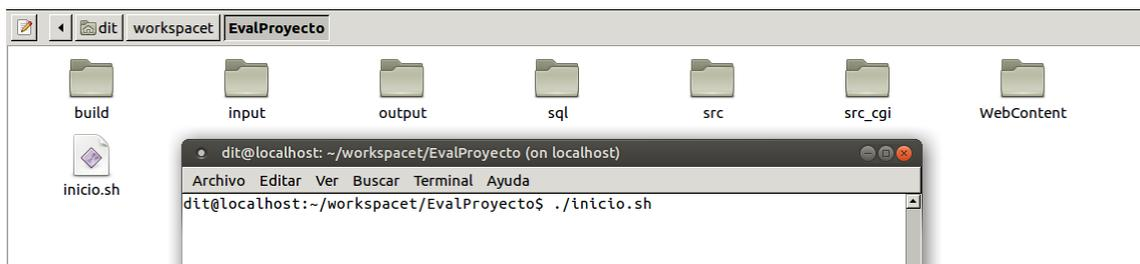 dit workspacet EvalProyecto
build input output sql src src_cgi WebContent
inicio.sh
dit@localhost: ~/workspacet/EvalProyecto (on localhost)
Archivo Editar Ver Buscar Terminal Ayuda
dit@localhost:~/workspacet/EvalProyecto$ ./inicio.sh